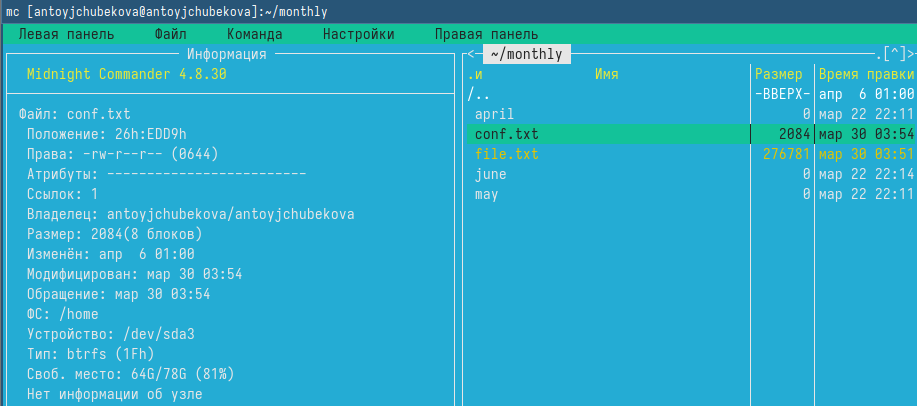 mc [antoyjchubekova@antoyjchubekova]:~/monthly
Левая панель Файл Команда Настройки Правая панель
Информация
Midnight Commander 4.8.30
Файл: conf.txt
Положение: 26h:EDD9h
Права: -rw-r--r-- (0644)
Атрибуты: -------------------------
Ссылок: 1
Владелец: antoyjchubekova/antoyjchubekova
Размер: 2084(8 блоков)
Изменён: апр  6 01:00
Модифицирован: мар 30 03:54
Обращение: мар 30 03:54
ФС: /home
Устройство: /dev/sda3
Тип: btrfs (1Fh)
Своб. место: 64G/78G (81%)
Нет информации об узле
<- ~/monthly .[^]>
.и Имя Размер Время правки
/.. -ВВЕРХ- апр  6 01:00
april 0 мар 22 22:11
conf.txt 2084 мар 30 03:54
file.txt 276781 мар 30 03:51
june 0 мар 22 22:14
may 0 мар 22 22:11